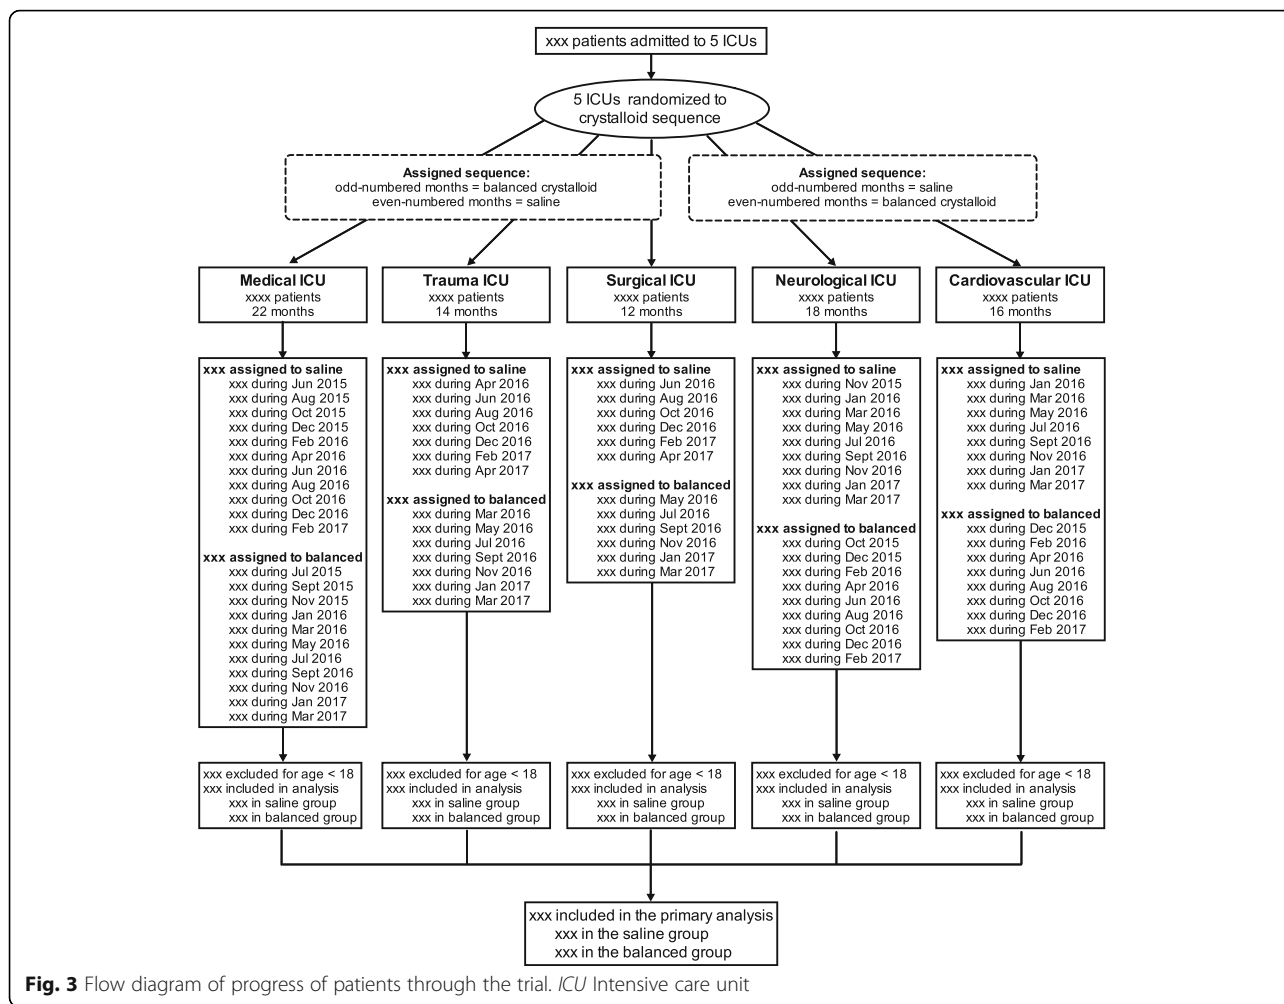 xxx patients admitted to 5 ICUs
5 ICUs randomized to
crystalloid sequence
Assigned sequence:
odd-numbered months = balanced crystalloid
even-numbered months = saline
Assigned sequence:
odd-numbered months = saline
even-numbered months = balanced crystalloid
Medical ICU
xxxx patients
22 months
Trauma ICU
xxxx patients
14 months
Surgical ICU
xxxx patients
12 months
Neurological ICU
xxxx patients
18 months
Cardiovascular ICU
xxxx patients
16 months
xxx assigned to saline
xxx during Jun 2015
xxx during Aug 2015
xxx during Oct 2015
xxx during Dec 2015
xxx during Feb 2016
xxx during Apr 2016
xxx during Jun 2016
xxx during Aug 2016
xxx during Oct 2016
xxx during Dec 2016
xxx during Feb 2017
xxx assigned to balanced
xxx during Jul 2015
xxx during Sept 2015
xxx during Nov 2015
xxx during Jan 2016
xxx during Mar 2016
xxx during May 2016
xxx during Jul 2016
xxx during Sept 2016
xxx during Nov 2016
xxx during Jan 2017
xxx during Mar 2017
xxx assigned to saline
xxx during Apr 2016
xxx during Jun 2016
xxx during Aug 2016
xxx during Oct 2016
xxx during Dec 2016
xxx during Feb 2017
xxx during Apr 2017
xxx assigned to balanced
xxx during Mar 2016
xxx during May 2016
xxx during Jul 2016
xxx during Sept 2016
xxx during Nov 2016
xxx during Jan 2017
xxx during Mar 2017
xxx assigned to saline
xxx during Jun 2016
xxx during Aug 2016
xxx during Oct 2016
xxx during Dec 2016
xxx during Feb 2017
xxx during Apr 2017
xxx assigned to balanced
xxx during May 2016
xxx during Jul 2016
xxx during Sept 2016
xxx during Nov 2016
xxx during Jan 2017
xxx during Mar 2017
xxx assigned to saline
xxx during Nov 2015
xxx during Jan 2016
xxx during Mar 2016
xxx during May 2016
xxx during Jul 2016
xxx during Sept 2016
xxx during Nov 2016
xxx during Jan 2017
xxx during Mar 2017
xxx assigned to balanced
xxx during Oct 2015
xxx during Dec 2015
xxx during Feb 2016
xxx during Apr 2016
xxx during Jun 2016
xxx during Aug 2016
xxx during Oct 2016
xxx during Dec 2016
xxx during Feb 2017
xxx assigned to saline
xxx during Jan 2016
xxx during Mar 2016
xxx during May 2016
xxx during Jul 2016
xxx during Sept 2016
xxx during Nov 2016
xxx during Jan 2017
xxx during Mar 2017
xxx assigned to balanced
xxx during Dec 2015
xxx during Feb 2016
xxx during Apr 2016
xxx during Jun 2016
xxx during Aug 2016
xxx during Oct 2016
xxx during Dec 2016
xxx during Feb 2017
xxx excluded for age < 18
xxx included in analysis
xxx in saline group
xxx in balanced group
xxx excluded for age < 18
xxx included in analysis
xxx in saline group
xxx in balanced group
xxx excluded for age < 18
xxx included in analysis
xxx in saline group
xxx in balanced group
xxx excluded for age < 18
xxx included in analysis
xxx in saline group
xxx in balanced group
xxx excluded for age < 18
xxx included in analysis
xxx in saline group
xxx in balanced group
xxx included in the primary analysis
xxx in the saline group
xxx in the balanced group
Fig. 3 Flow diagram of progress of patients through the trial. ICU Intensive care unit